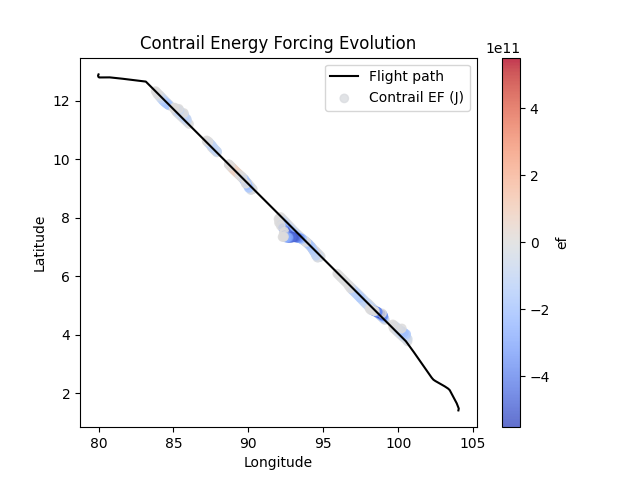 Contrail Energy Forcing Evolution
1e11
Flight path
Contrail EF (J)
12
10
8
6
4
2
Latitude
80
85
90
95
100
105
Longitude
4
2
0
−2
−4
ef